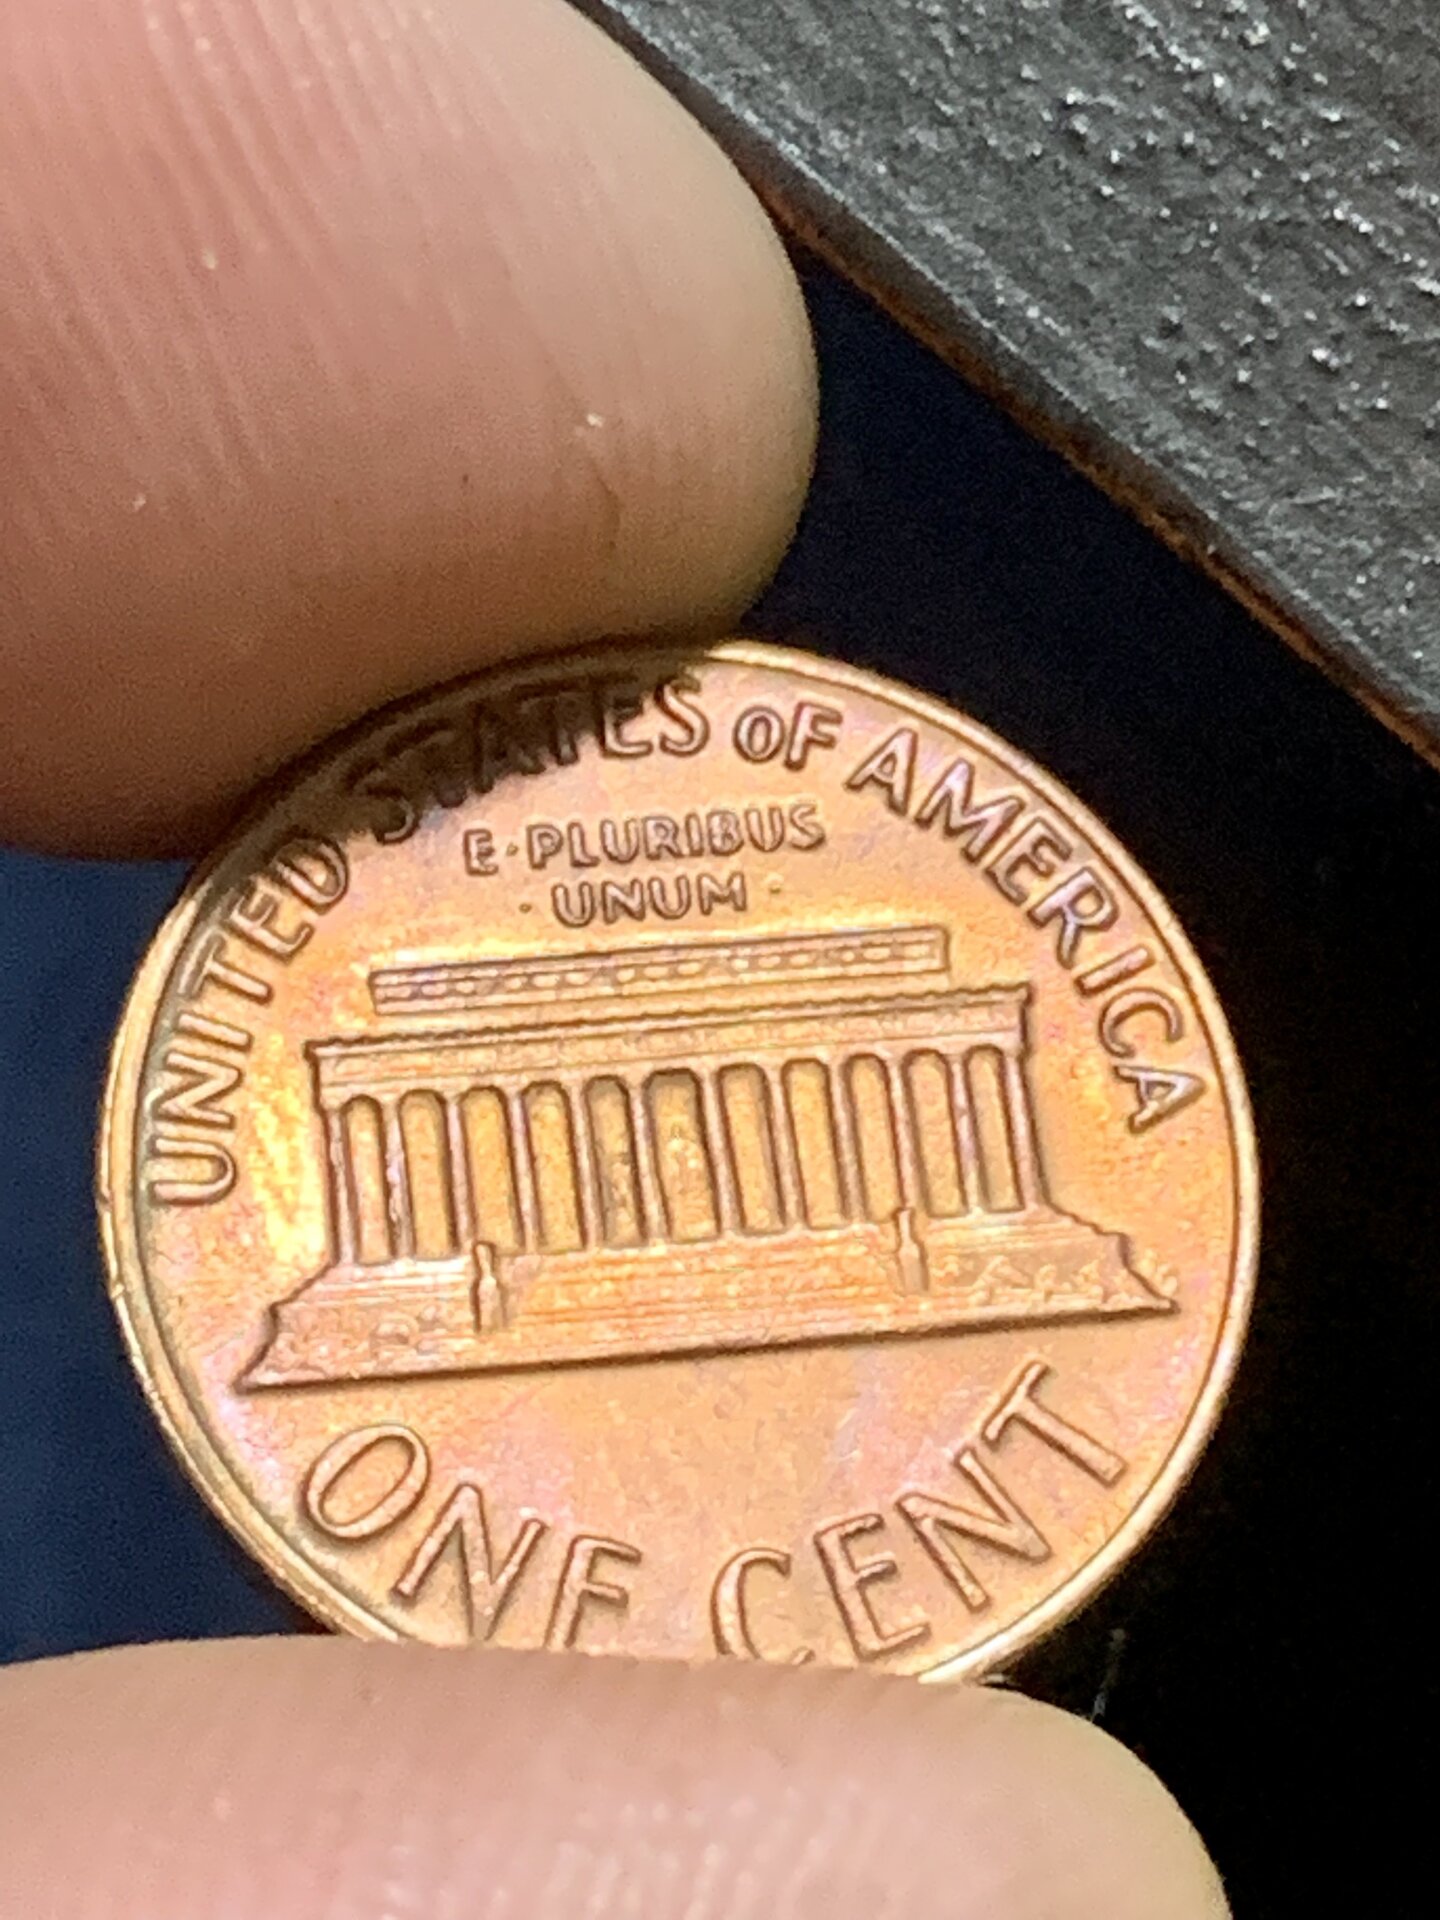 UNITED STATES OF AMERICA
E·PLURIBUS
·UNUM·
ONE CENT